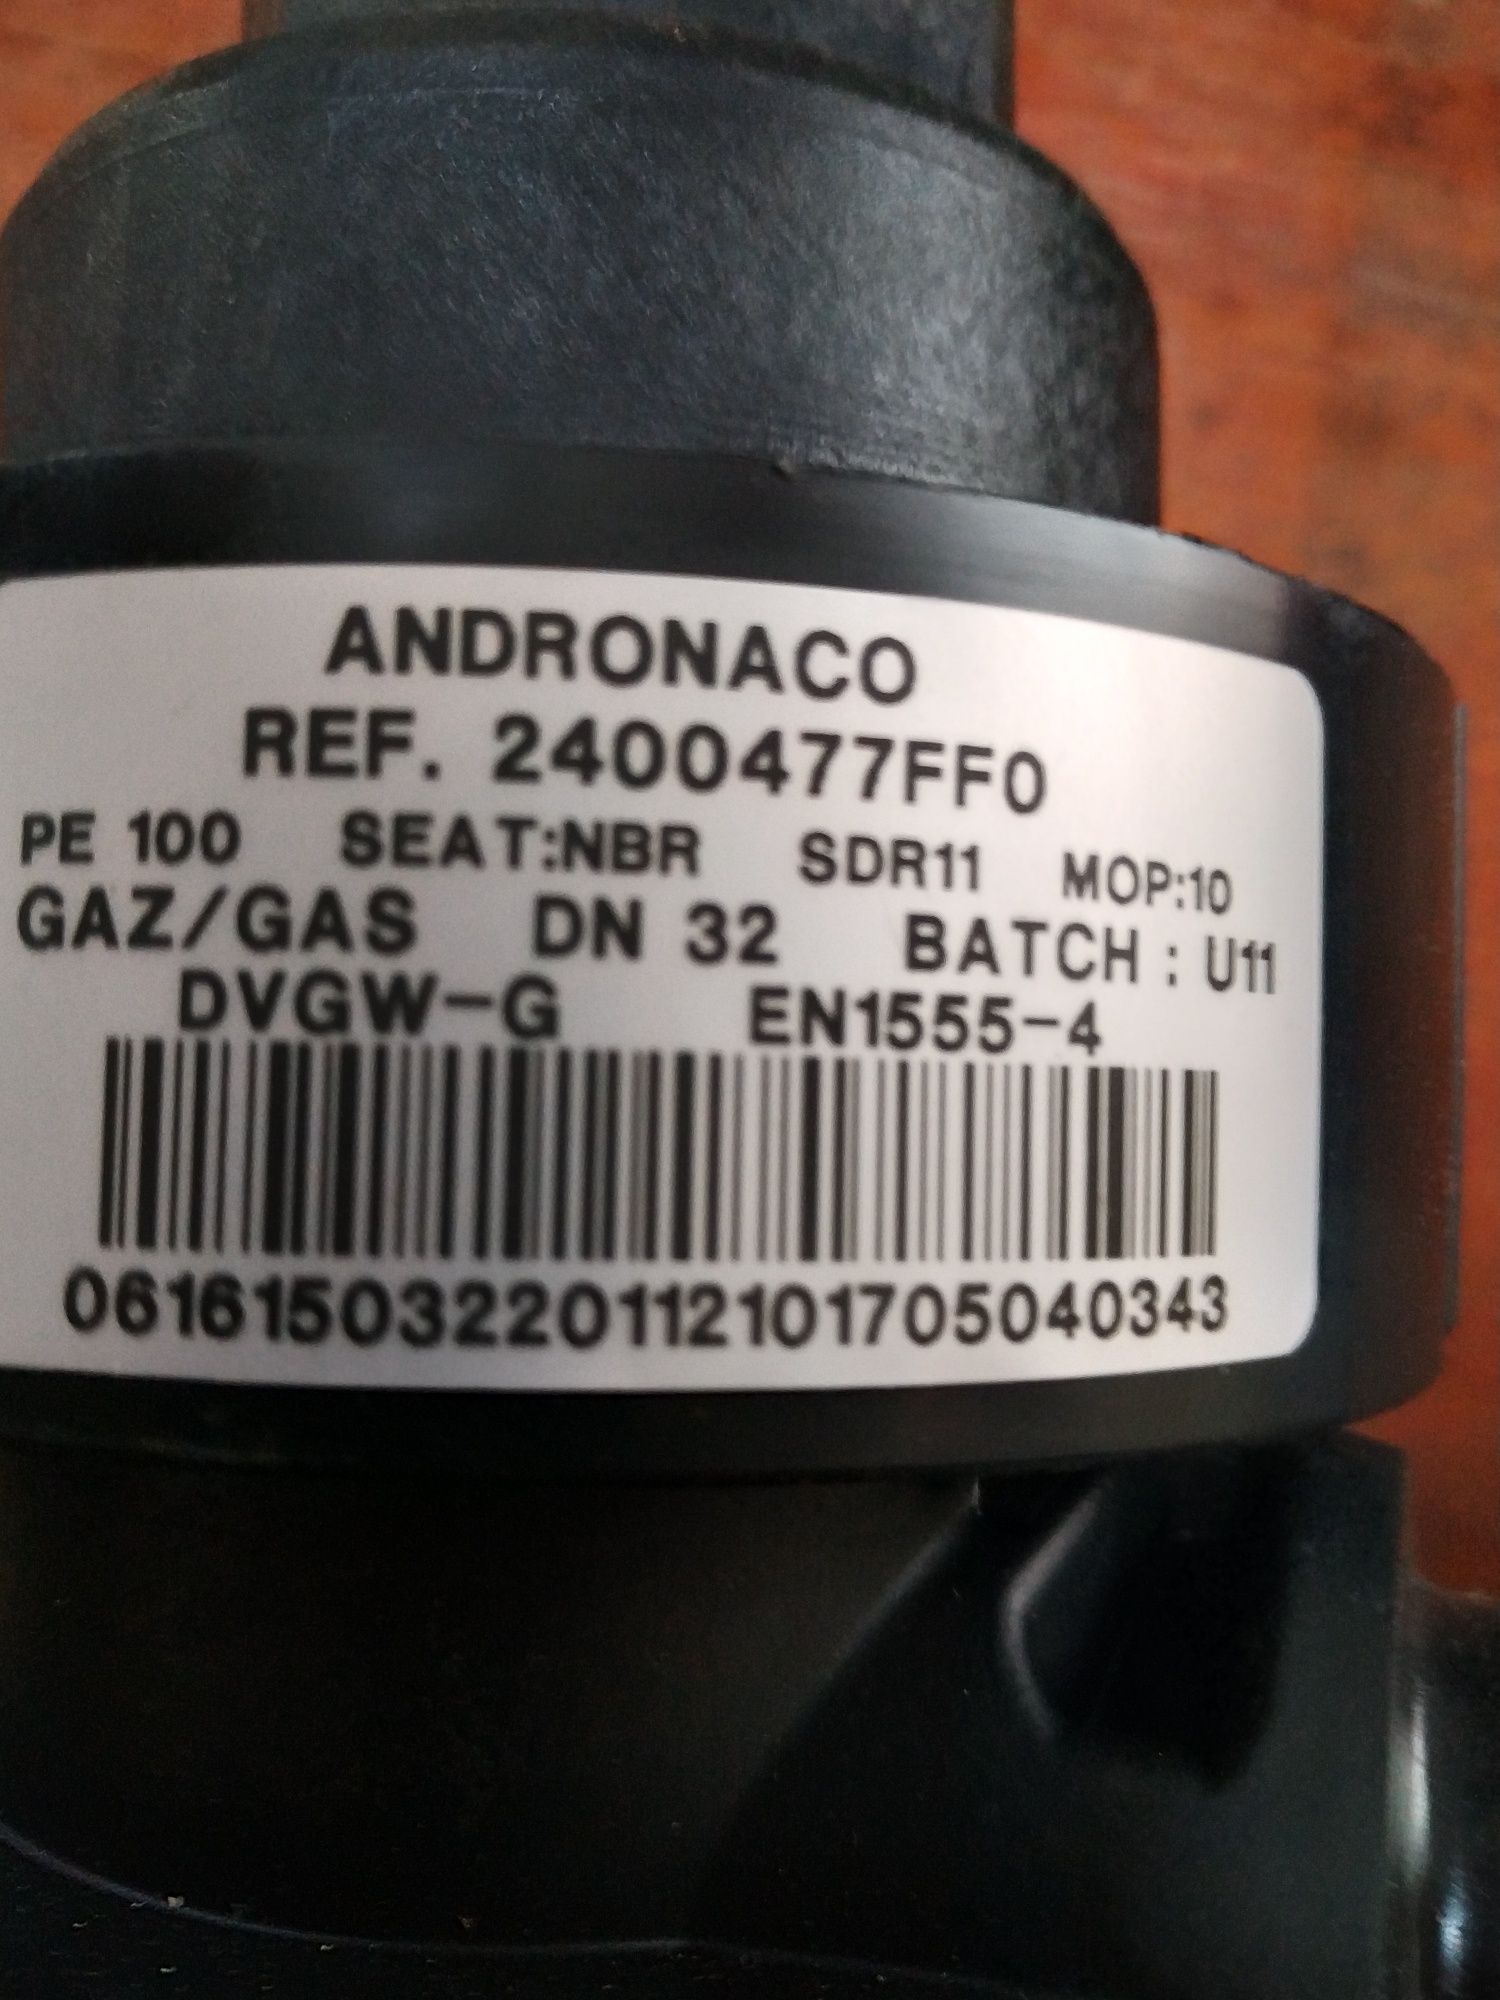 ANDRONACO
REF. 2400477FF0
PE 100 SEAT:NBR SDR11 MOP:10
GAZ/GAS DN 32 BATCH : U11
DVGW-G EN1555-4
06161503220112101705040343